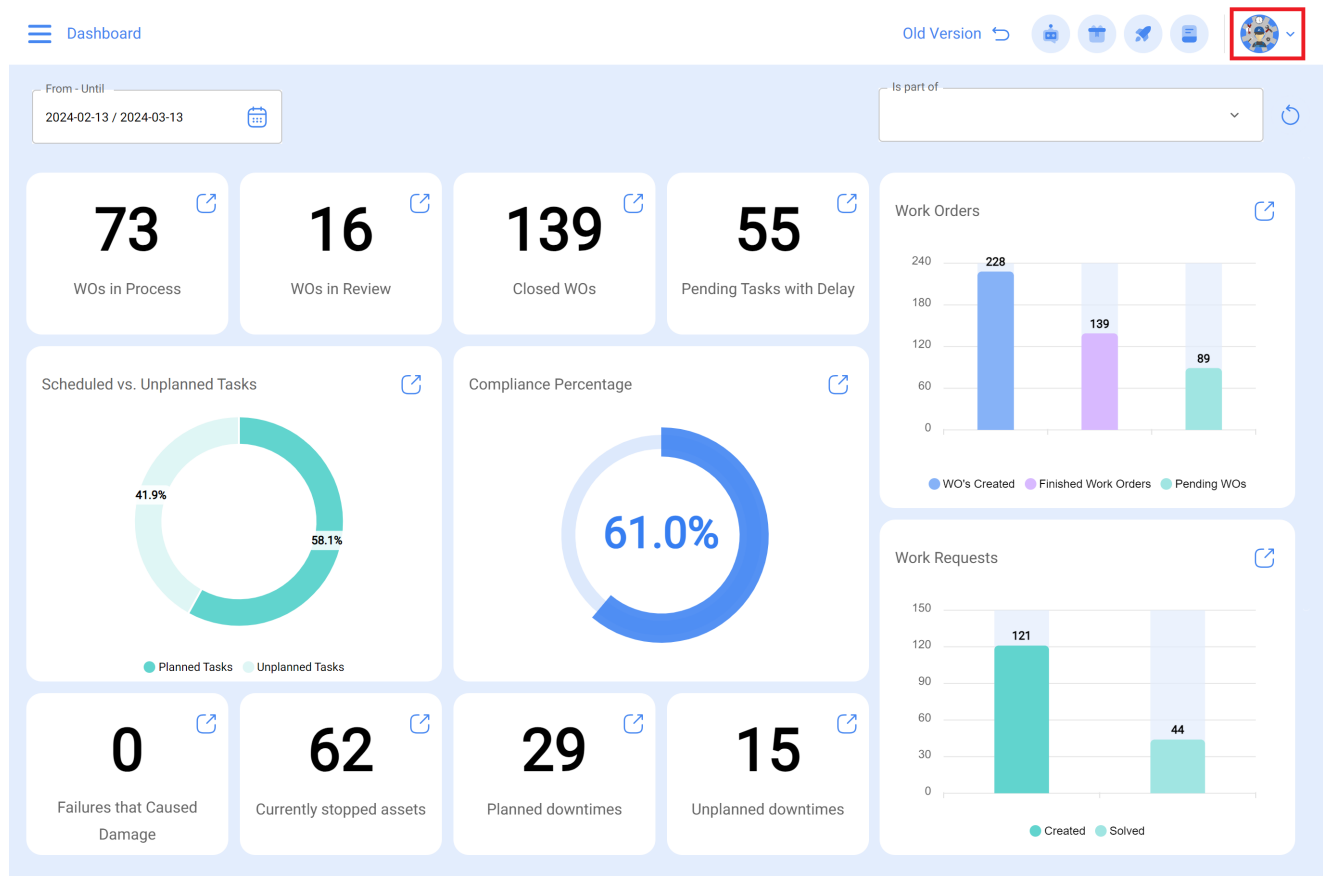 Dashboard
Old Version
From - Until
2024-02-13 / 2024-03-13
Is part of
73
WOs in Process
16
WOs in Review
139
Closed WOs
55
Pending Tasks with Delay
Work Orders
240
180
120
60
0
228
139
89
WO's Created
Finished Work Orders
Pending WOs
Scheduled vs. Unplanned Tasks
41.9%
58.1%
Planned Tasks
Unplanned Tasks
Compliance Percentage
61.0%
Work Requests
150
120
90
60
30
0
121
44
Created
Solved
0
Failures that Caused
Damage
62
Currently stopped assets
29
Planned downtimes
15
Unplanned downtimes